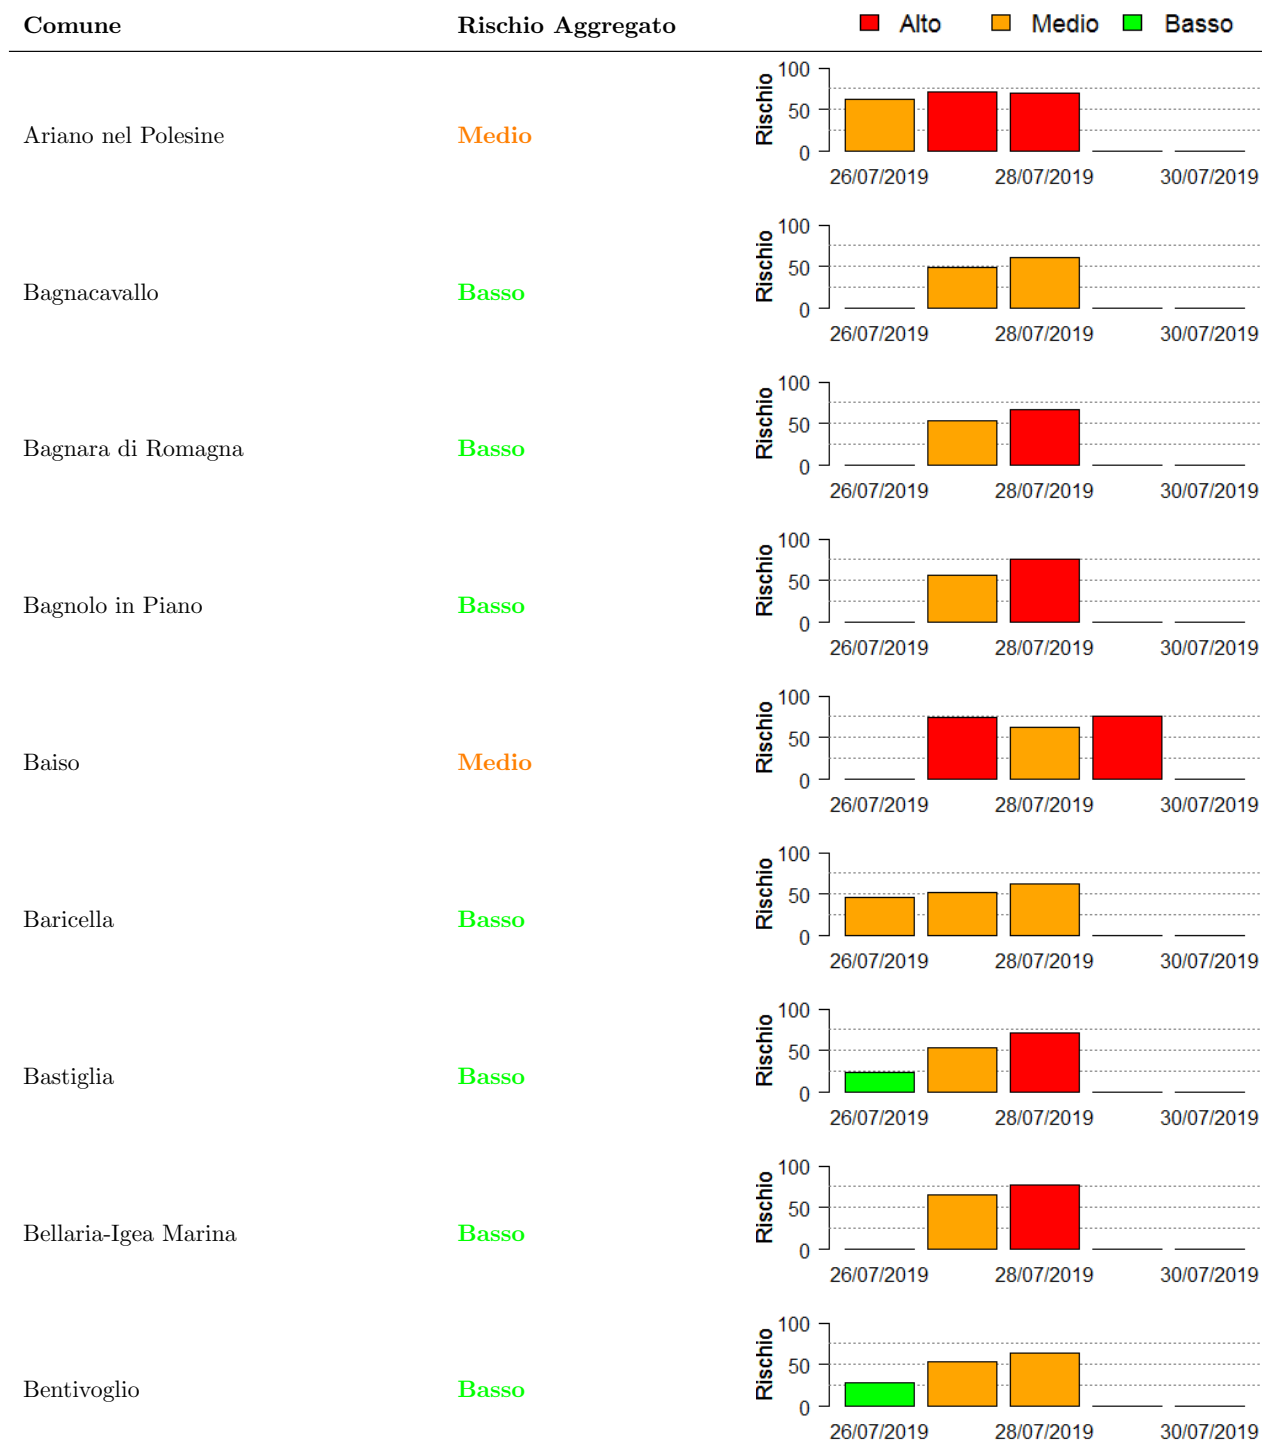 Comune Rischio Aggregato Alto Medio Basso
Ariano nel Polesine Medio Rischio 100 50 0
26/07/2019 28/07/2019 30/07/2019
Bagnacavallo Basso Rischio 100 50 0
26/07/2019 28/07/2019 30/07/2019
Bagnara di Romagna Basso Rischio 100 50 0
26/07/2019 28/07/2019 30/07/2019
Bagnolo in Piano Basso Rischio 100 50 0
26/07/2019 28/07/2019 30/07/2019
Baiso Medio Rischio 100 50 0
26/07/2019 28/07/2019 30/07/2019
Baricella Basso Rischio 100 50 0
26/07/2019 28/07/2019 30/07/2019
Bastiglia Basso Rischio 100 50 0
26/07/2019 28/07/2019 30/07/2019
Bellaria-Igea Marina Basso Rischio 100 50 0
26/07/2019 28/07/2019 30/07/2019
Bentivoglio Basso Rischio 100 50 0
26/07/2019 28/07/2019 30/07/2019